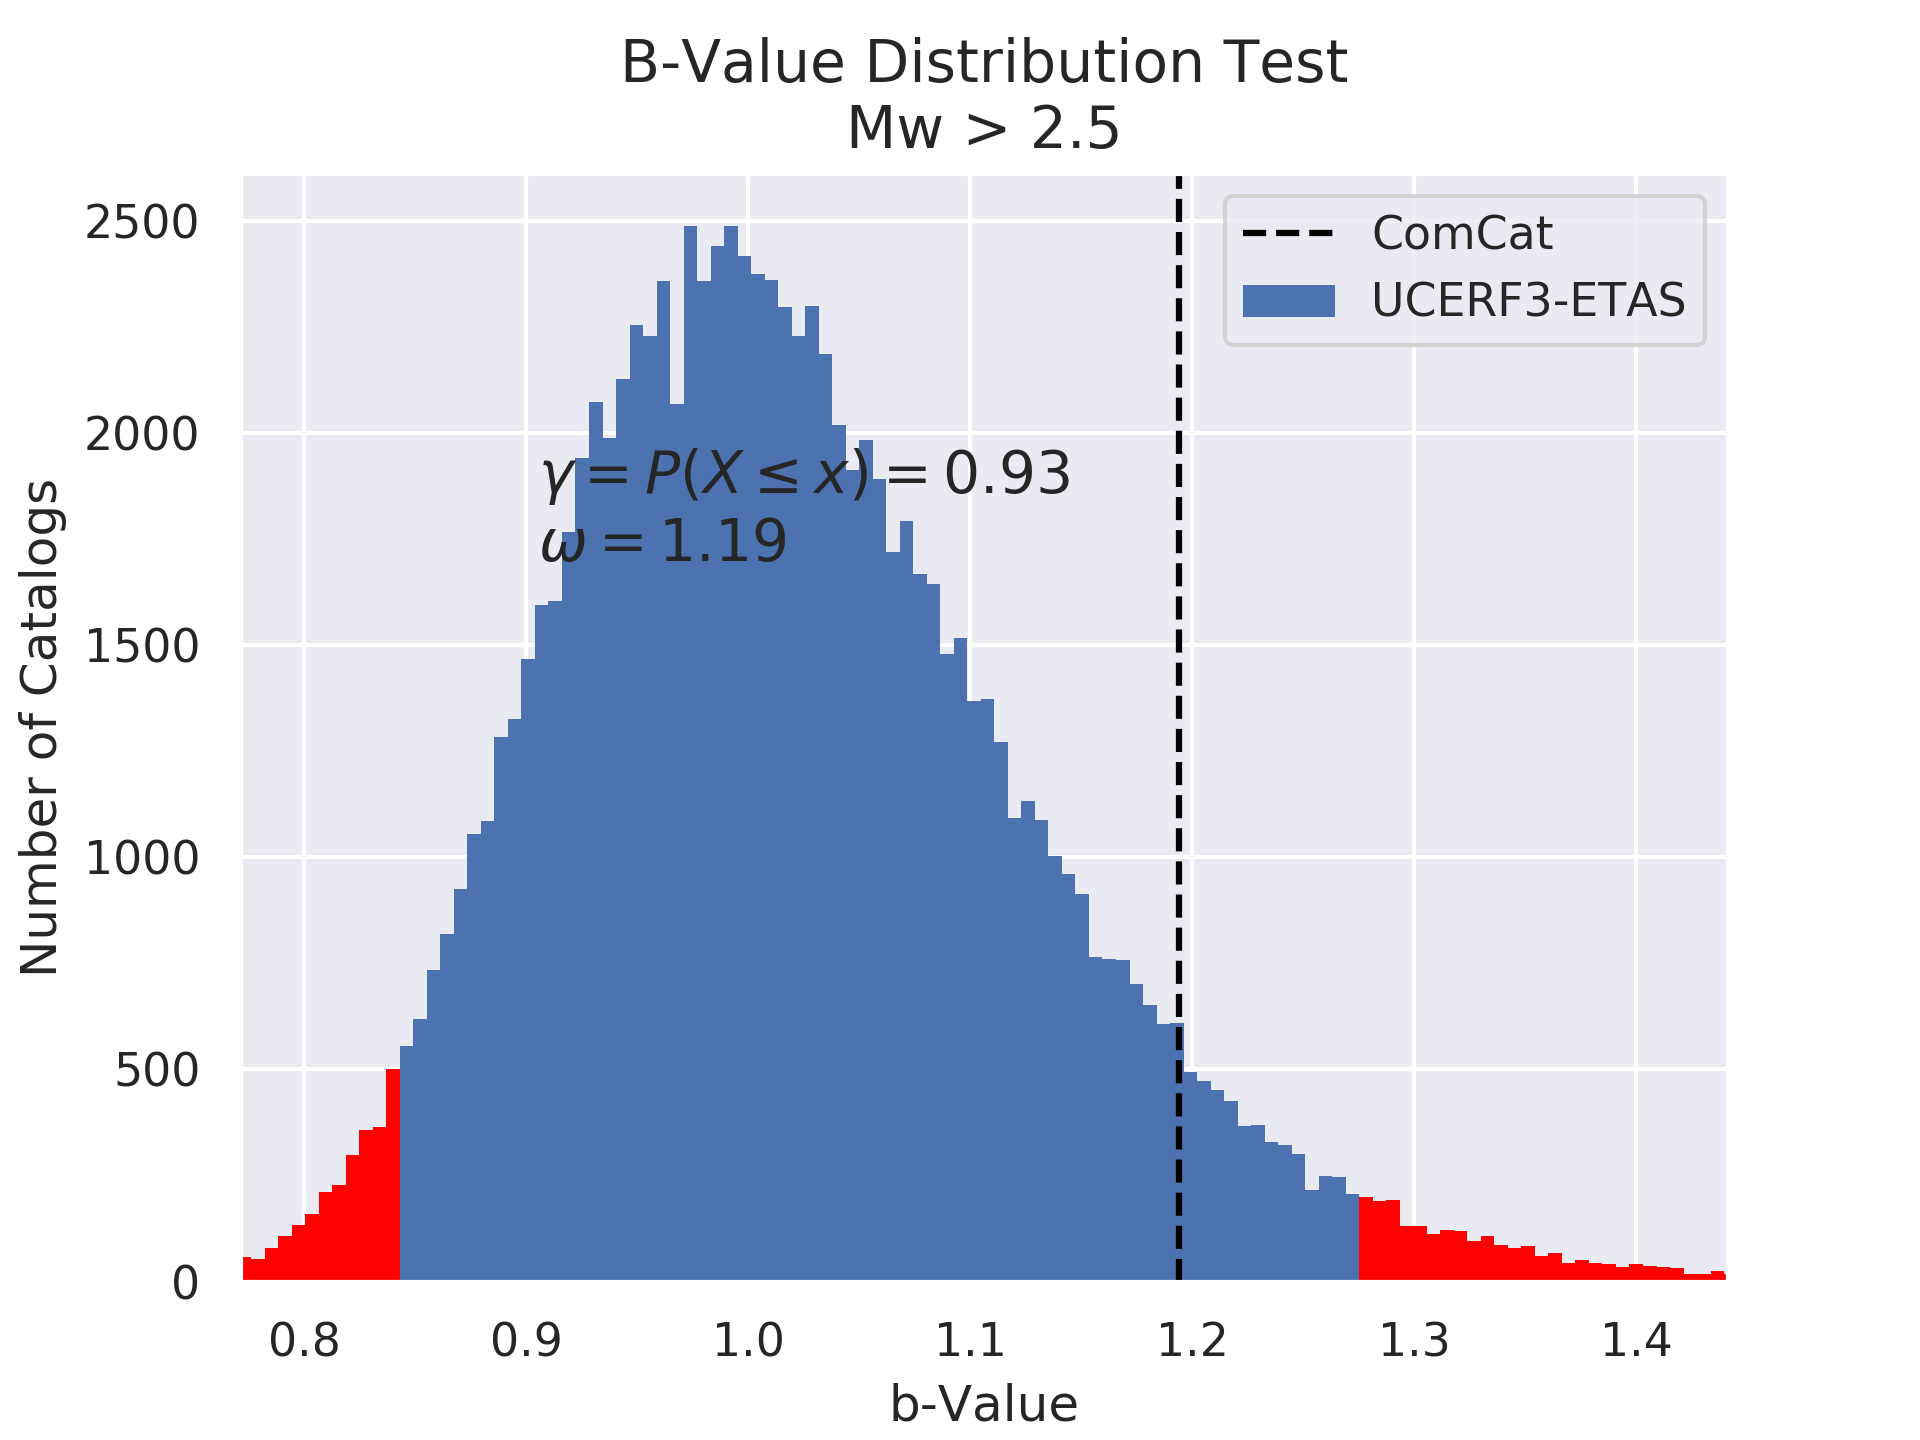 B-Value Distribution Test
Mw > 2.5
2500
2000
1500
1000
500
0
Number of Catalogs
ComCat
UCERF3-ETAS
γ = P(X ≤ x) = 0.93
ω = 1.19
0.8 0.9 1.0 1.1 1.2 1.3 1.4
b-Value